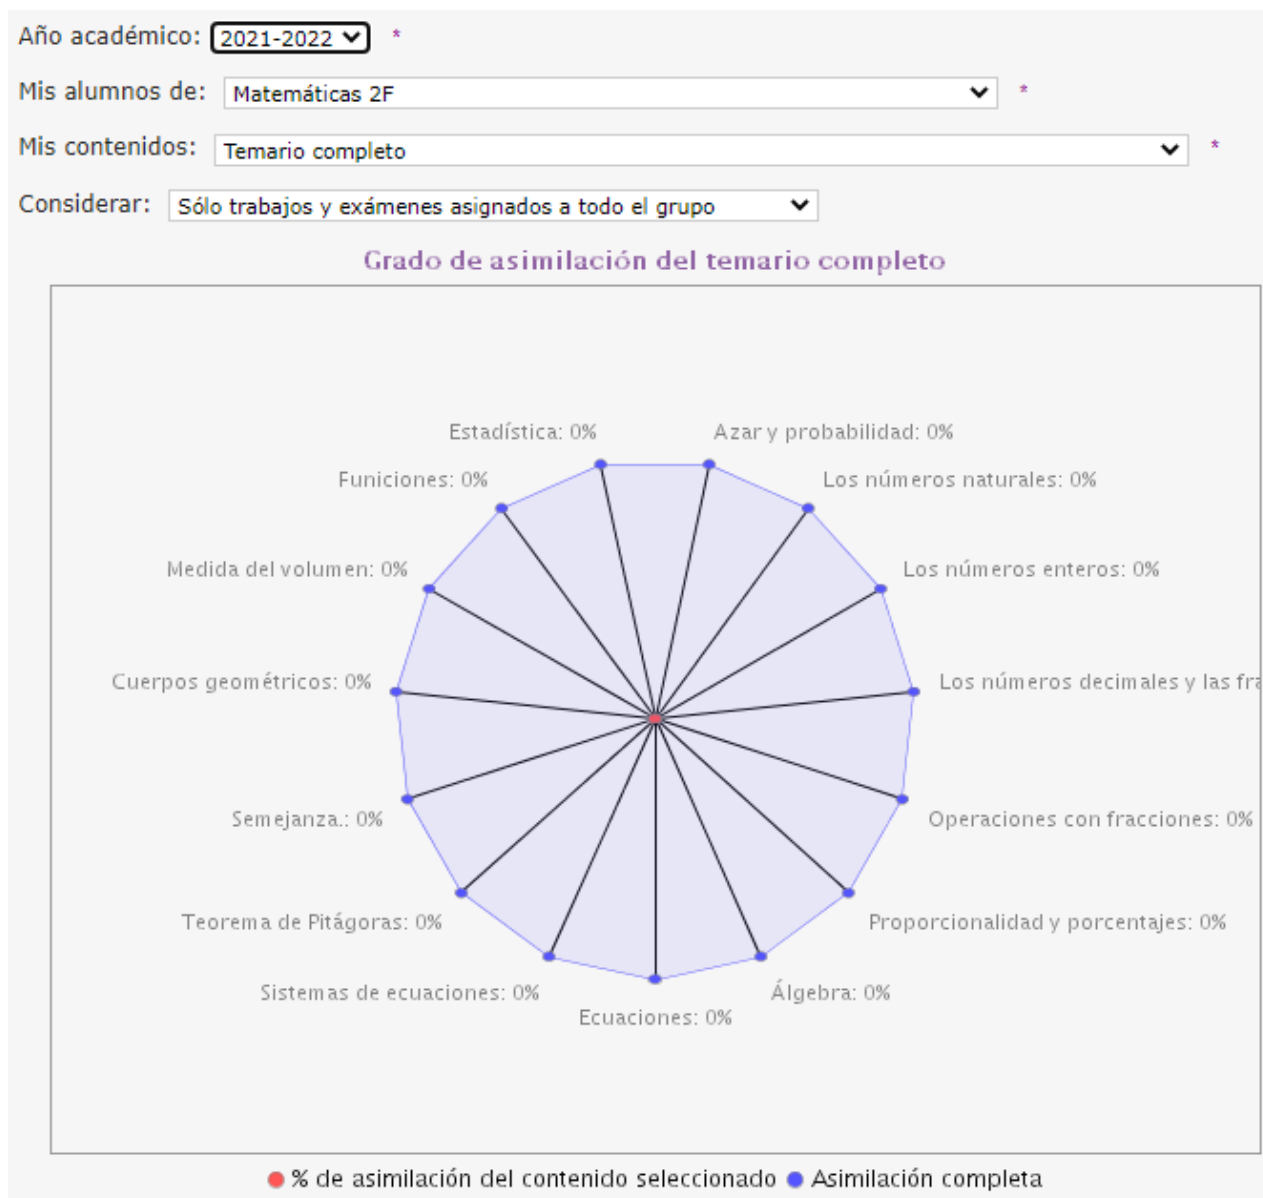 Año académico: 2021-2022 *
Mis alumnos de: Matemáticas 2F *
Mis contenidos: Temario completo *
Considerar: Sólo trabajos y exámenes asignados a todo el grupo
Grado de asimilación del temario completo
Estadística: 0% Azar y probabilidad: 0%
Funiciones: 0% Los números naturales: 0%
Medida del volumen: 0% Los números enteros: 0%
Cuerpos geométricos: 0% Los números decimales y las
Semejanza.: 0% Operaciones con fracciones: 0%
Teorema de Pitágoras: 0% Proporcionalidad y porcentajes: 0%
Sistemas de ecuaciones: 0% Álgebra: 0%
Ecuaciones: 0%
% de asimilación del contenido seleccionado Asimilación completa